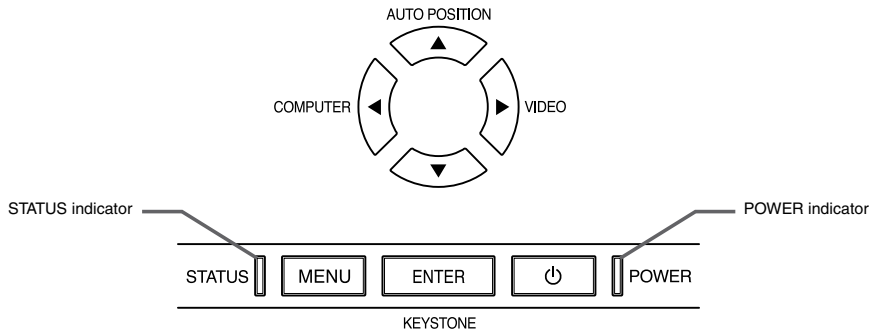 AUTO POSITION
COMPUTER
VIDEO
STATUS indicator
POWER indicator
STATUS
MENU
ENTER
POWER
KEYSTONE